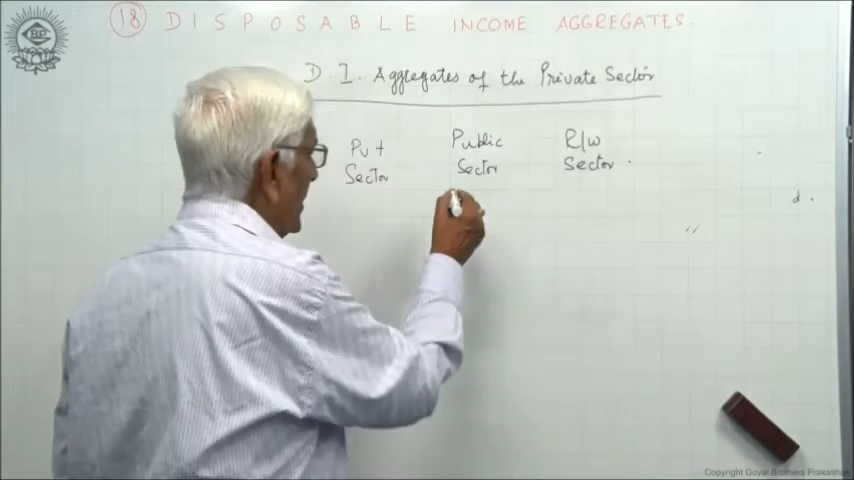 18 DISPOSABLE INCOME AGGREGATES
D.I. Aggregates of the Private Sector
Pvt Public R/W
Sector Sector Sector
Copyright Goyal Brothers Prakashan